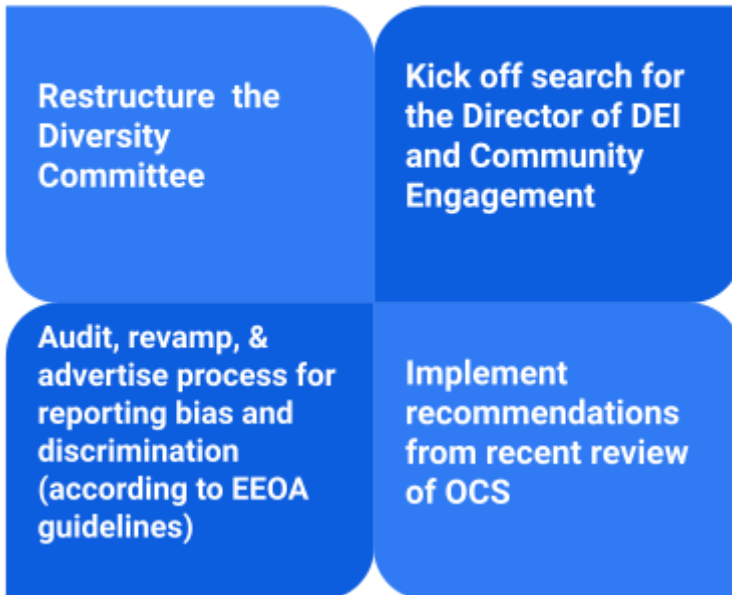 Restructure the
Diversity
Committee
Kick off search for
the Director of DEI
and Community
Engagement
Audit, revamp, &
advertise process for
reporting bias and
discrimination
(according to EEOA
guidelines)
Implement
recommendations
from recent review
of OCS